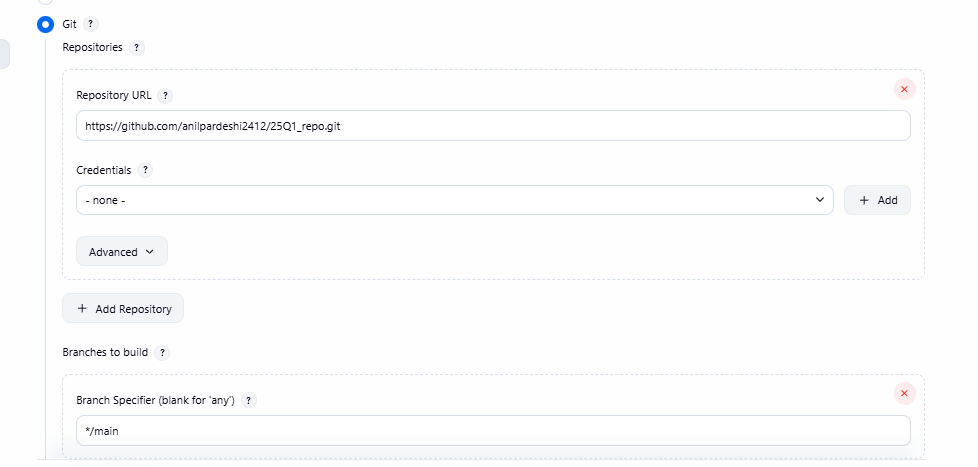 Git ?
Repositories ?
Repository URL ?
https://github.com/anilpardeshi2412/25Q1_repo.git
Credentials ?
- none -
+ Add
Advanced
+ Add Repository
Branches to build ?
Branch Specifier (blank for 'any') ?
*/main